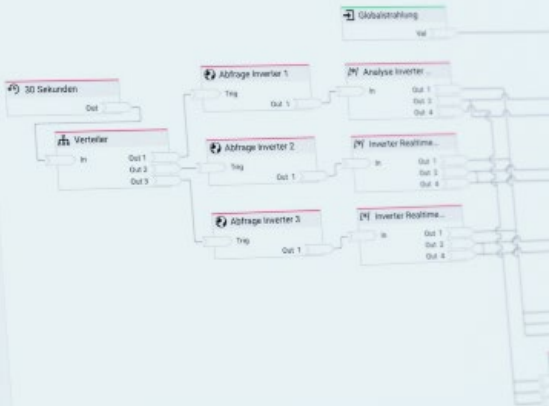 Globalstrahlung
Val
30 Sekunden
Out
Verteiler
In
Out 1
Out 2
Out 3
Abfrage Inverter 1
Trig
Out 1
Analyse Inverter ...
In
Out 1
Out 3
Out 4
Abfrage Inverter 2
Trig
Out 1
Inverter Realtime...
In
Out 1
Out 2
Out 4
Abfrage Inverter 3
Trig
Out 1
Inverter Realtime...
In
Out 1
Out 2
Out 4